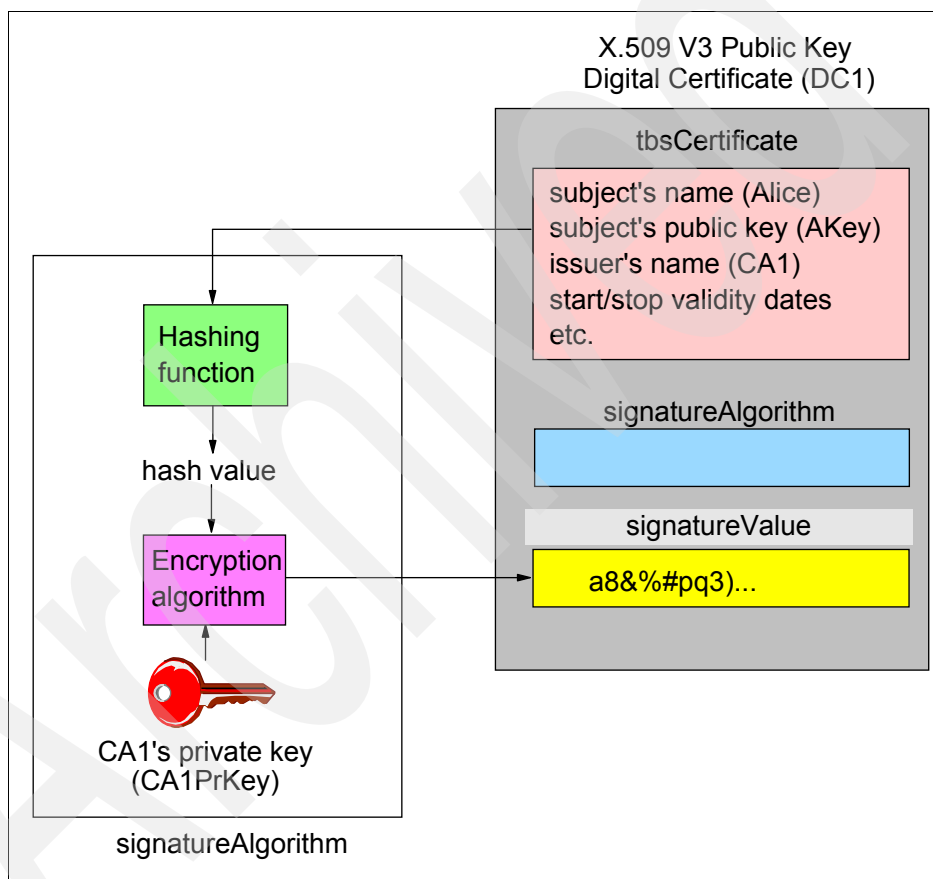 X.509 V3 Public Key
Digital Certificate (DC1)
tbsCertificate
subject's name (Alice)
subject's public key (AKey)
issuer's name (CA1)
start/stop validity dates
etc.
signatureAlgorithm
signatureValue
a8&%#pq3)...
Hashing
function
hash value
Encryption
algorithm
CA1's private key
(CA1PrKey)
signatureAlgorithm
Archived